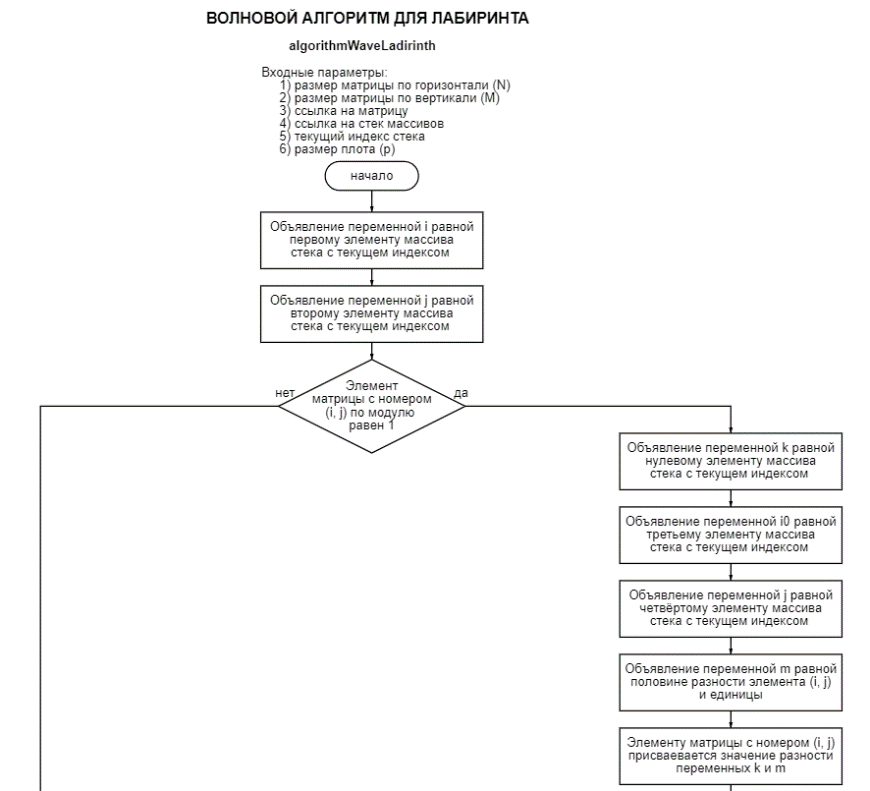 ВОЛНОВОЙ АЛГОРИТМ ДЛЯ ЛАБИРИНТА
algorithmWaveLadirinth
Входные параметры:
1) размер матрицы по горизонтали (N)
2) размер матрицы по вертикали (M)
3) ссылка на матрицу
4) ссылка на стек массивов
5) текущий индекс стека
6) размер плота (p)
начало
Объявление переменной i равной
первому элементу массива
стека с текущем индексом
Объявление переменной j равной
второму элементу массива
стека с текущем индексом
нет
Элемент
матрицы с номером
(i, j) по модулю
равен 1
да
Объявление переменной k равной
нулевому элементу массива
стека с текущем индексом
Объявление переменной i0 равной
третьему элементу массива
стека с текущем индексом
Объявление переменной j равной
четвёртому элементу массива
стека с текущем индексом
Объявление переменной m равной
половине разности элемента (i, j)
и единицы
Элементу матрицы с номером (i, j)
присваевается значение разности
переменных k и m